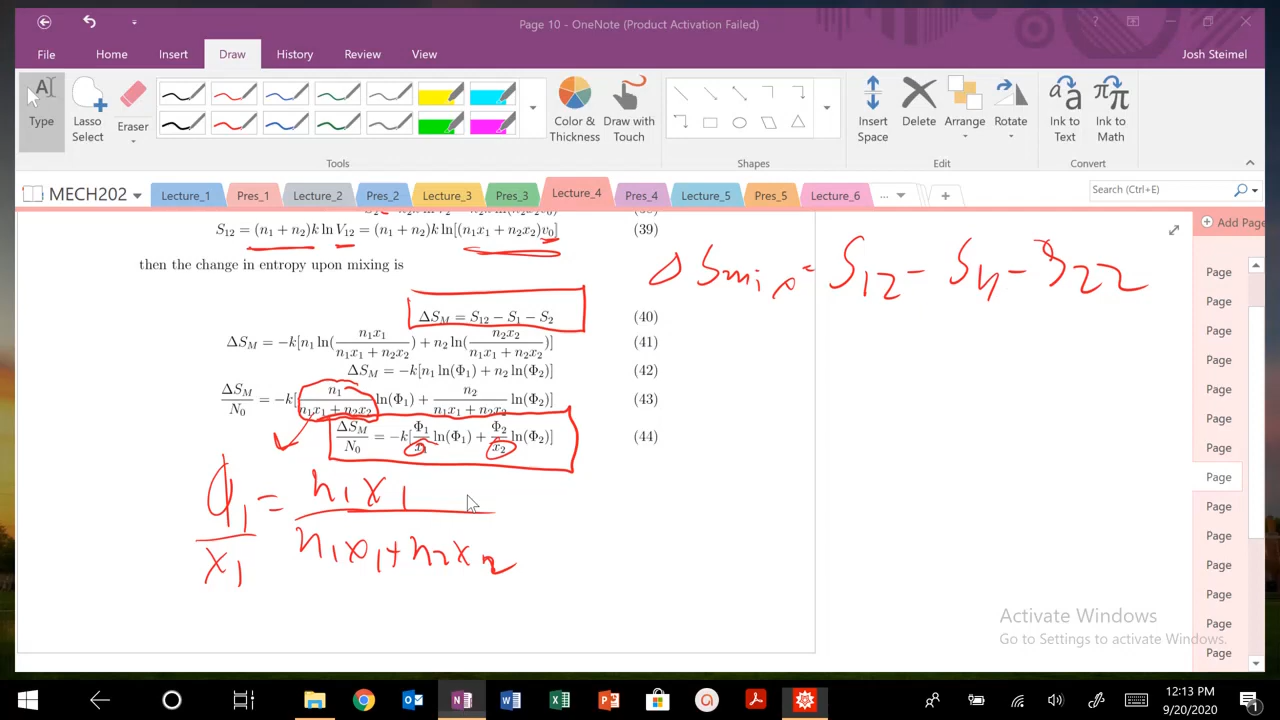 Page 10 - OneNote (Product Activation Failed)
?
File Home Insert Draw History Review View Josh Steimel
Type Lasso Select Eraser Color & Thickness Draw with Touch Insert Space Delete Arrange Rotate Ink to Text Ink to Math
Tools Shapes Edit Convert
MECH202 Lecture_1 Pres_1 Lecture_2 Pres_2 Lecture_3 Pres_3 Lecture_4 Pres_4 Lecture_5 Pres_5 Lecture_6 ... Search (Ctrl+E)
Add Page
S₁₂ = (n₁ + n₂)k ln V₁₂ = (n₁ + n₂)k ln[(n₁x₁ + n₂x₂)v₀] (39)
then the change in entropy upon mixing is
Δ Smix = S12 - S11 - S22
ΔS_M = S₁₂ − S₁ − S₂ (40)
ΔS_M = −k[n₁ ln(n₁x₁/(n₁x₁ + n₂x₂)) + n₂ ln(n₂x₂/(n₁x₁ + n₂x₂))] (41)
ΔS_M = −k[n₁ ln(Φ₁) + n₂ ln(Φ₂)] (42)
ΔS_M/N₀ = −k[n₁/(n₁x₁ + n₂x₂) ln(Φ₁) + n₂/(n₁x₁ + n₂x₂) ln(Φ₂)] (43)
ΔS_M/N₀ = −k[Φ₁/x₁ ln(Φ₁) + Φ₂/x₂ ln(Φ₂)] (44)
ϕ₁/x₁ = n₁x₁/(n₁x₁ + n₂x₂)
Page
Page
Page
Page
Page
Page
Page
Page
Page
Page
Page
Page
Page
Page
Activate Windows
Go to Settings to activate Windows.
12:13 PM
9/20/2020
1